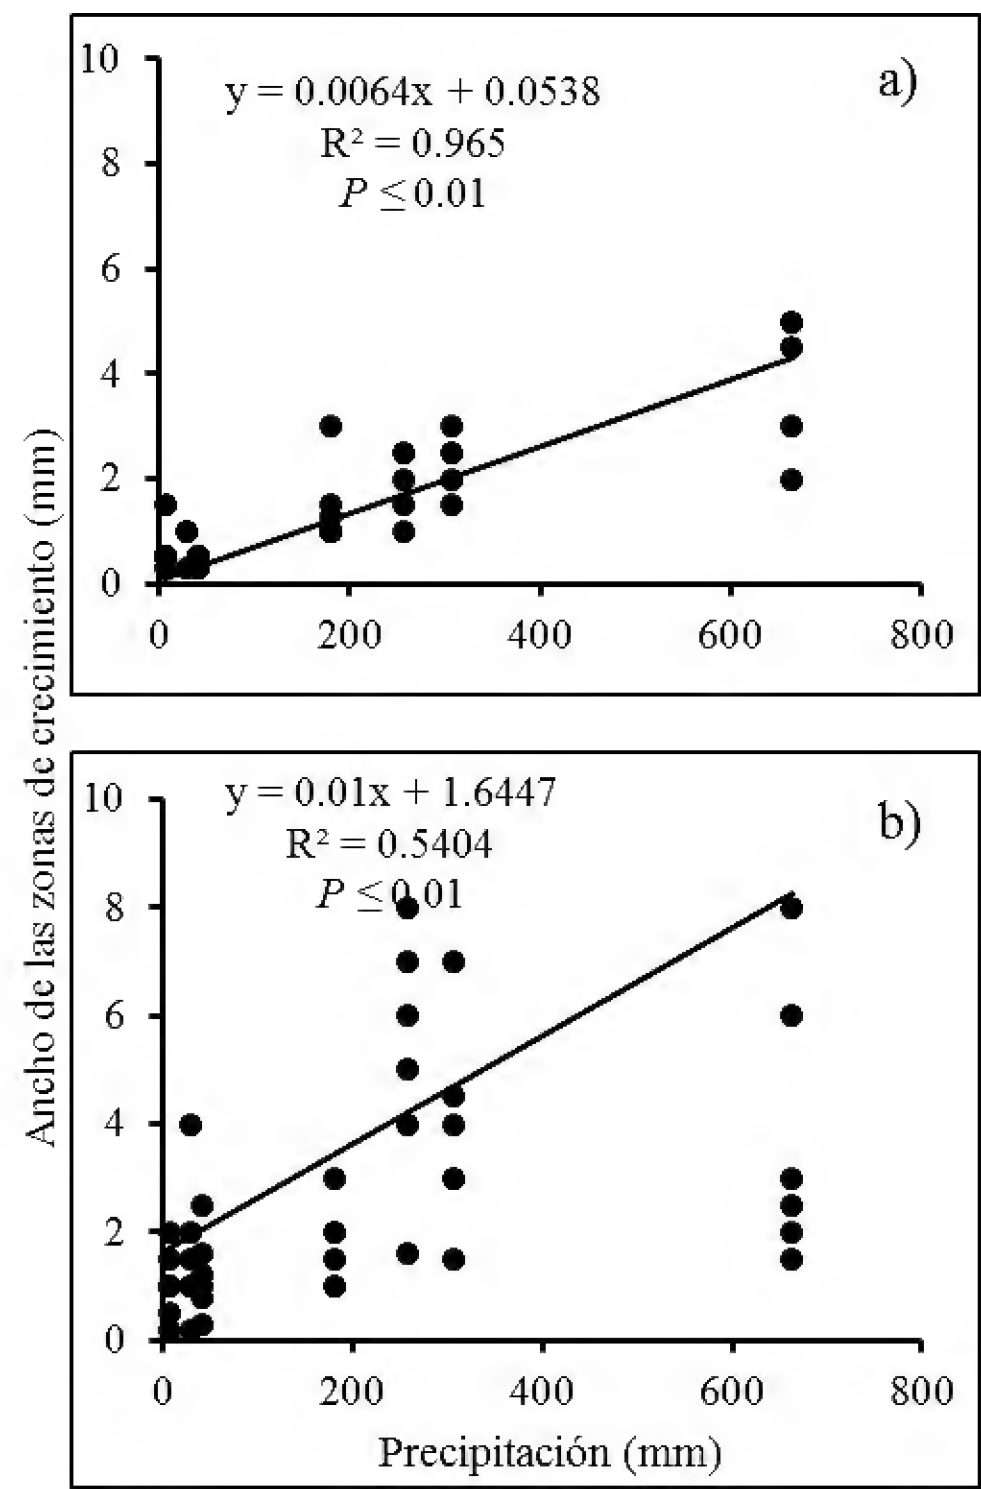 Ancho de las zonas de crecimiento (mm)
a)
y = 0.0064x + 0.0538
R² = 0.965
P ≤ 0.01
10
8
6
4
2
0
0 200 400 600 800
b)
y = 0.01x + 1.6447
R² = 0.5404
P ≤ 0.01
10
8
6
4
2
0
0 200 400 600 800
Precipitación (mm)